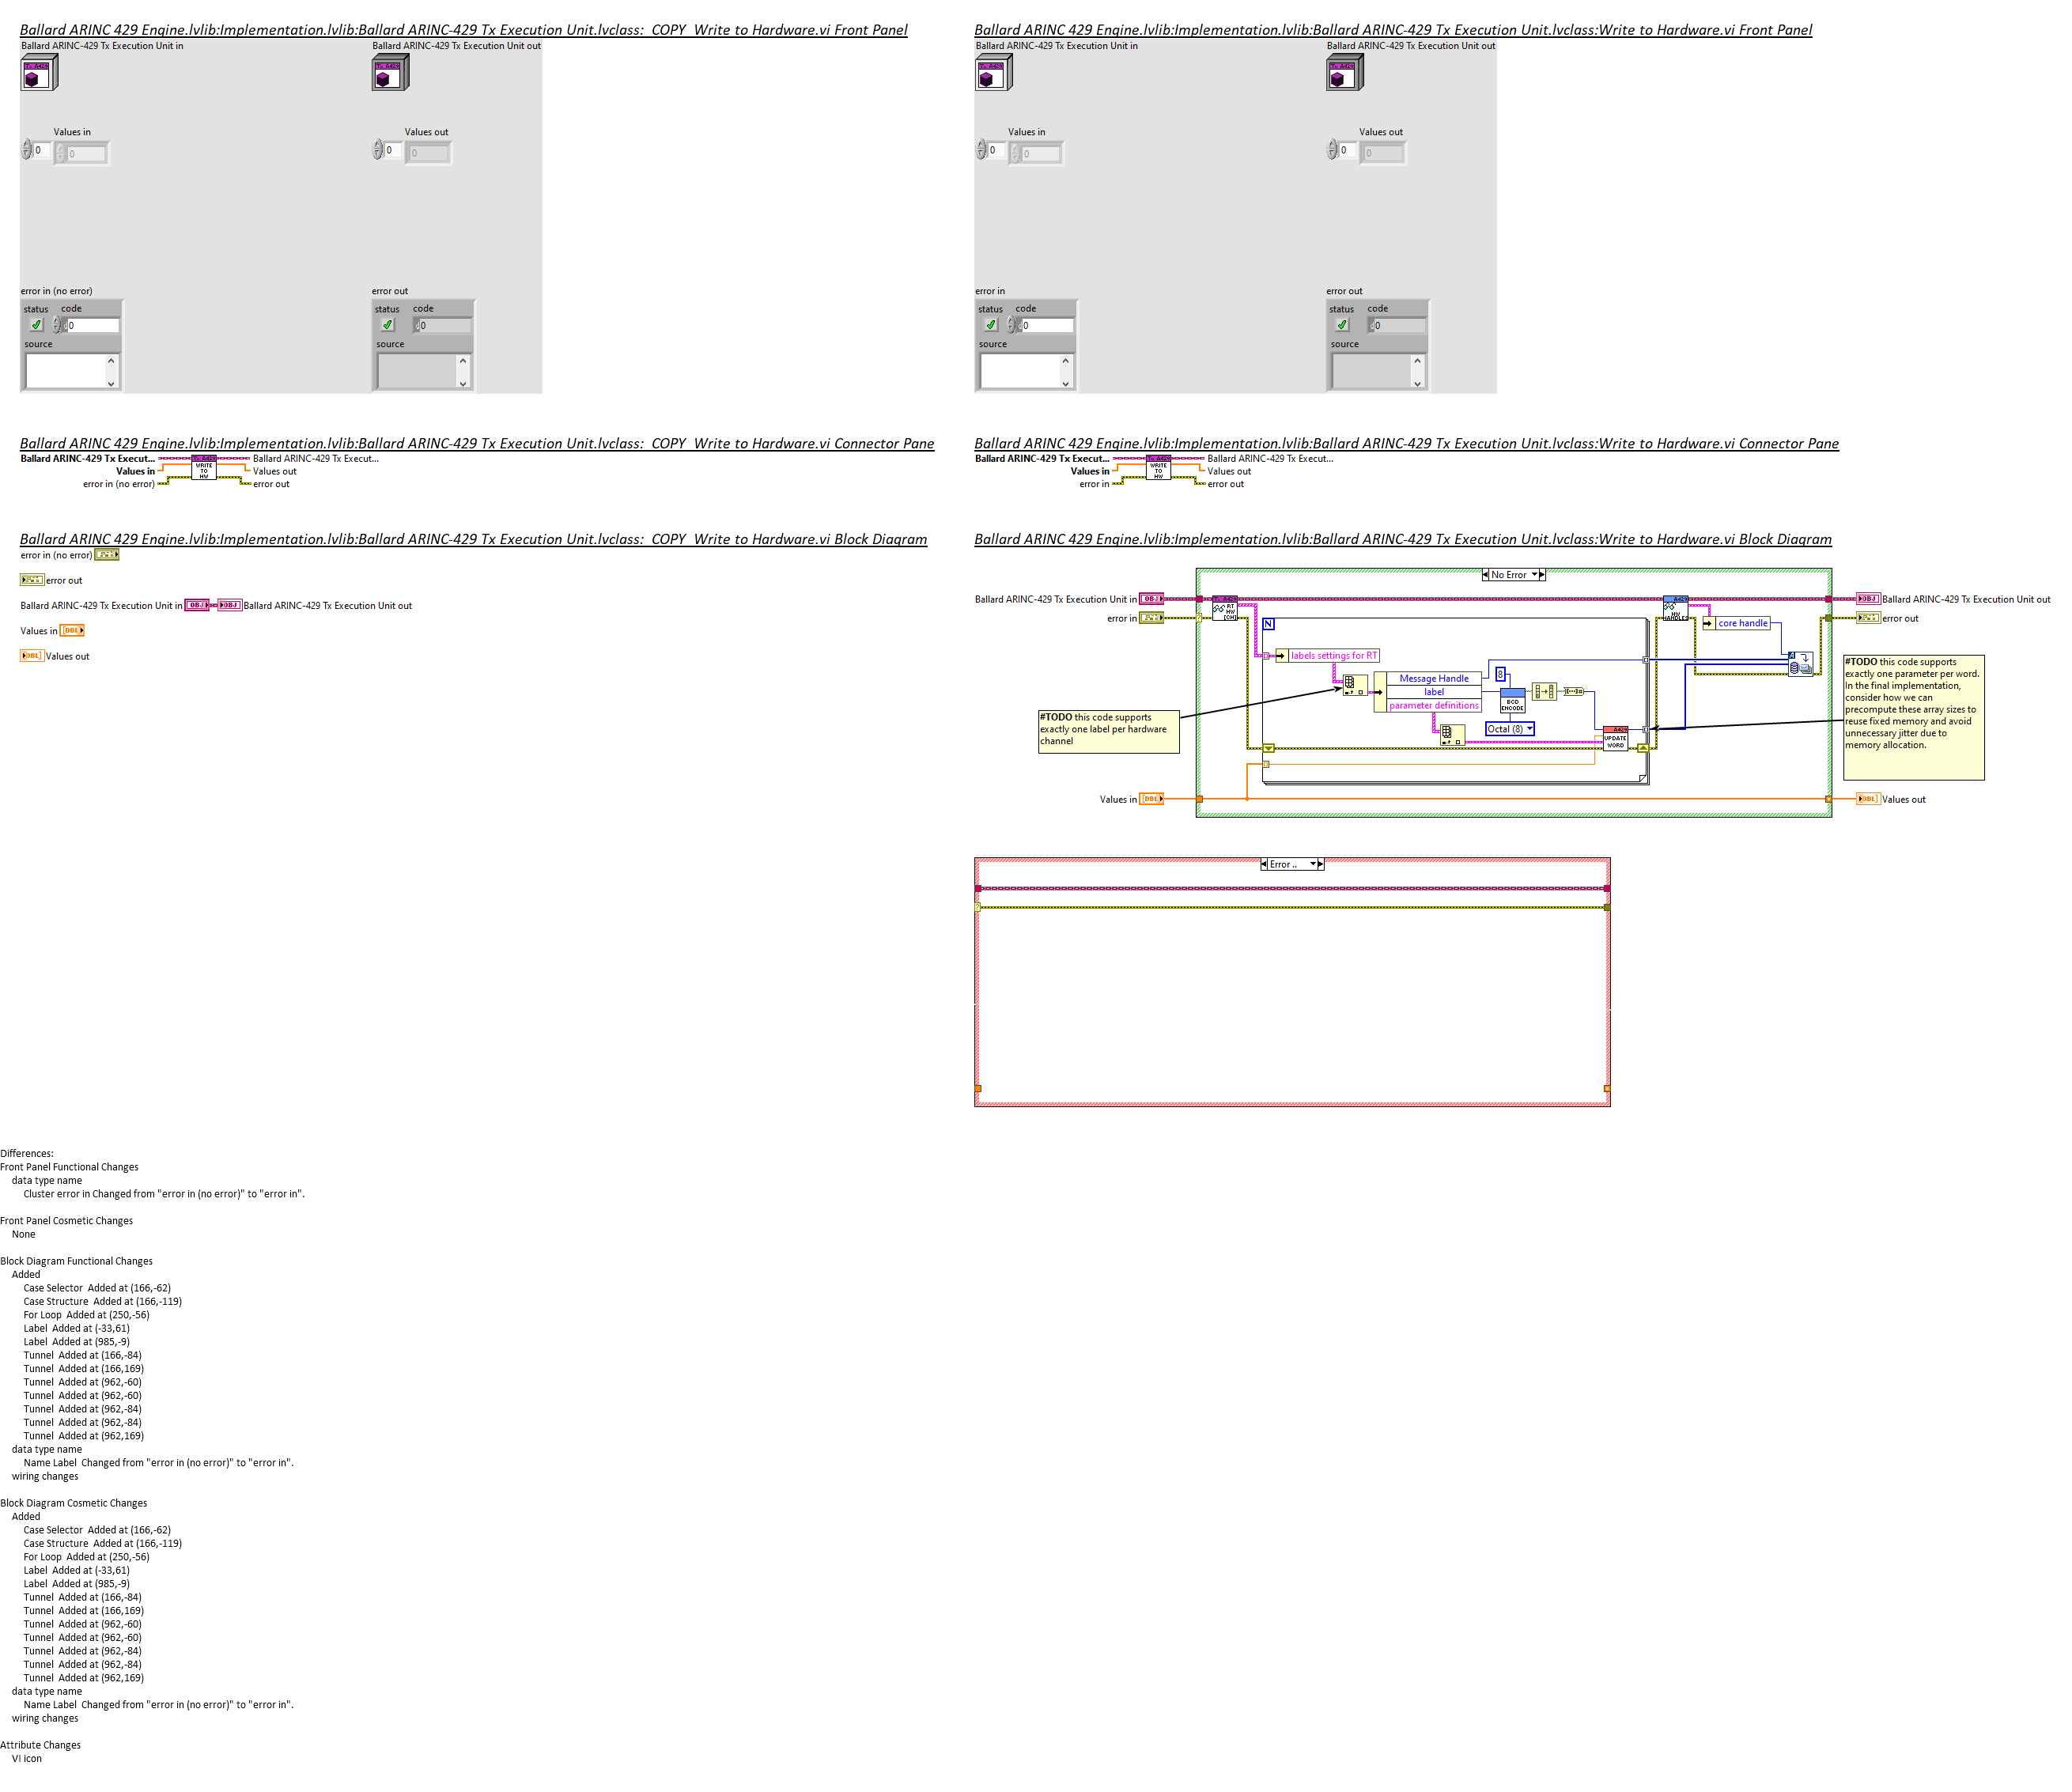 Ballard ARINC 429 Engine.lvlib:Implementation.lvlib:Ballard ARINC-429 Tx Execution Unit.lvclass:_COPY_Write to Hardware.vi Front Panel
Ballard ARINC-429 Tx Execution Unit in
Ballard ARINC-429 Tx Execution Unit out
Tx A429
Tx A429
Values in
Values out
0
0
0
0
error in (no error)
error out
status
code
status
code
0
0
source
source
Ballard ARINC 429 Engine.lvlib:Implementation.lvlib:Ballard ARINC-429 Tx Execution Unit.lvclass:Write to Hardware.vi Front Panel
Ballard ARINC-429 Tx Execution Unit in
Ballard ARINC-429 Tx Execution Unit out
Tx A429
Tx A429
Values in
Values out
0
0
0
0
error in
error out
status
code
status
code
0
0
source
source
Ballard ARINC 429 Engine.lvlib:Implementation.lvlib:Ballard ARINC-429 Tx Execution Unit.lvclass:_COPY_Write to Hardware.vi Connector Pane
Ballard ARINC-429 Tx Execut...
Tx A429
Ballard ARINC-429 Tx Execut...
Values in
WRITE
TO
HW
Values out
error in (no error)
error out
Ballard ARINC 429 Engine.lvlib:Implementation.lvlib:Ballard ARINC-429 Tx Execution Unit.lvclass:Write to Hardware.vi Connector Pane
Ballard ARINC-429 Tx Execut...
Tx A429
Ballard ARINC-429 Tx Execut...
Values in
WRITE
TO
HW
Values out
error in
error out
Ballard ARINC 429 Engine.lvlib:Implementation.lvlib:Ballard ARINC-429 Tx Execution Unit.lvclass:_COPY_Write to Hardware.vi Block Diagram
error in (no error)
error out
Ballard ARINC-429 Tx Execution Unit in
OBJ
OBJ
Ballard ARINC-429 Tx Execution Unit out
Values in
[DBL]
[DBL]
Values out
Ballard ARINC 429 Engine.lvlib:Implementation.lvlib:Ballard ARINC-429 Tx Execution Unit.lvclass:Write to Hardware.vi Block Diagram
No Error
Ballard ARINC-429 Tx Execution Unit in
OBJ
Tx A429
RT
HW
[CH]
A429
HW
HANDLES
OBJ
Ballard ARINC-429 Tx Execution Unit out
error in
N
core handle
error out
labels settings for RT
Message Handle
label
parameter definitions
8
BCD
ENCODE
Octal (8)
A429
UPDATE
WORD
#TODO this code supports
exactly one label per hardware
channel
#TODO this code supports
exactly one parameter per word.
In the final implementation,
consider how we can
precompute these array sizes to
reuse fixed memory and avoid
unnecessary jitter due to
memory allocation.
Values in
[DBL]
[DBL]
Values out
Error ..
Differences:
Front Panel Functional Changes
data type name
Cluster error in Changed from "error in (no error)" to "error in".
Front Panel Cosmetic Changes
None
Block Diagram Functional Changes
Added
Case Selector  Added at (166,-62)
Case Structure  Added at (166,-119)
For Loop  Added at (250,-56)
Label  Added at (-33,61)
Label  Added at (985,-9)
Tunnel  Added at (166,-84)
Tunnel  Added at (166,169)
Tunnel  Added at (962,-60)
Tunnel  Added at (962,-60)
Tunnel  Added at (962,-84)
Tunnel  Added at (962,-84)
Tunnel  Added at (962,169)
data type name
Name Label  Changed from "error in (no error)" to "error in".
wiring changes
Block Diagram Cosmetic Changes
Added
Case Selector  Added at (166,-62)
Case Structure  Added at (166,-119)
For Loop  Added at (250,-56)
Label  Added at (-33,61)
Label  Added at (985,-9)
Tunnel  Added at (166,-84)
Tunnel  Added at (166,169)
Tunnel  Added at (962,-60)
Tunnel  Added at (962,-60)
Tunnel  Added at (962,-84)
Tunnel  Added at (962,-84)
Tunnel  Added at (962,169)
data type name
Name Label  Changed from "error in (no error)" to "error in".
wiring changes
Attribute Changes
VI icon